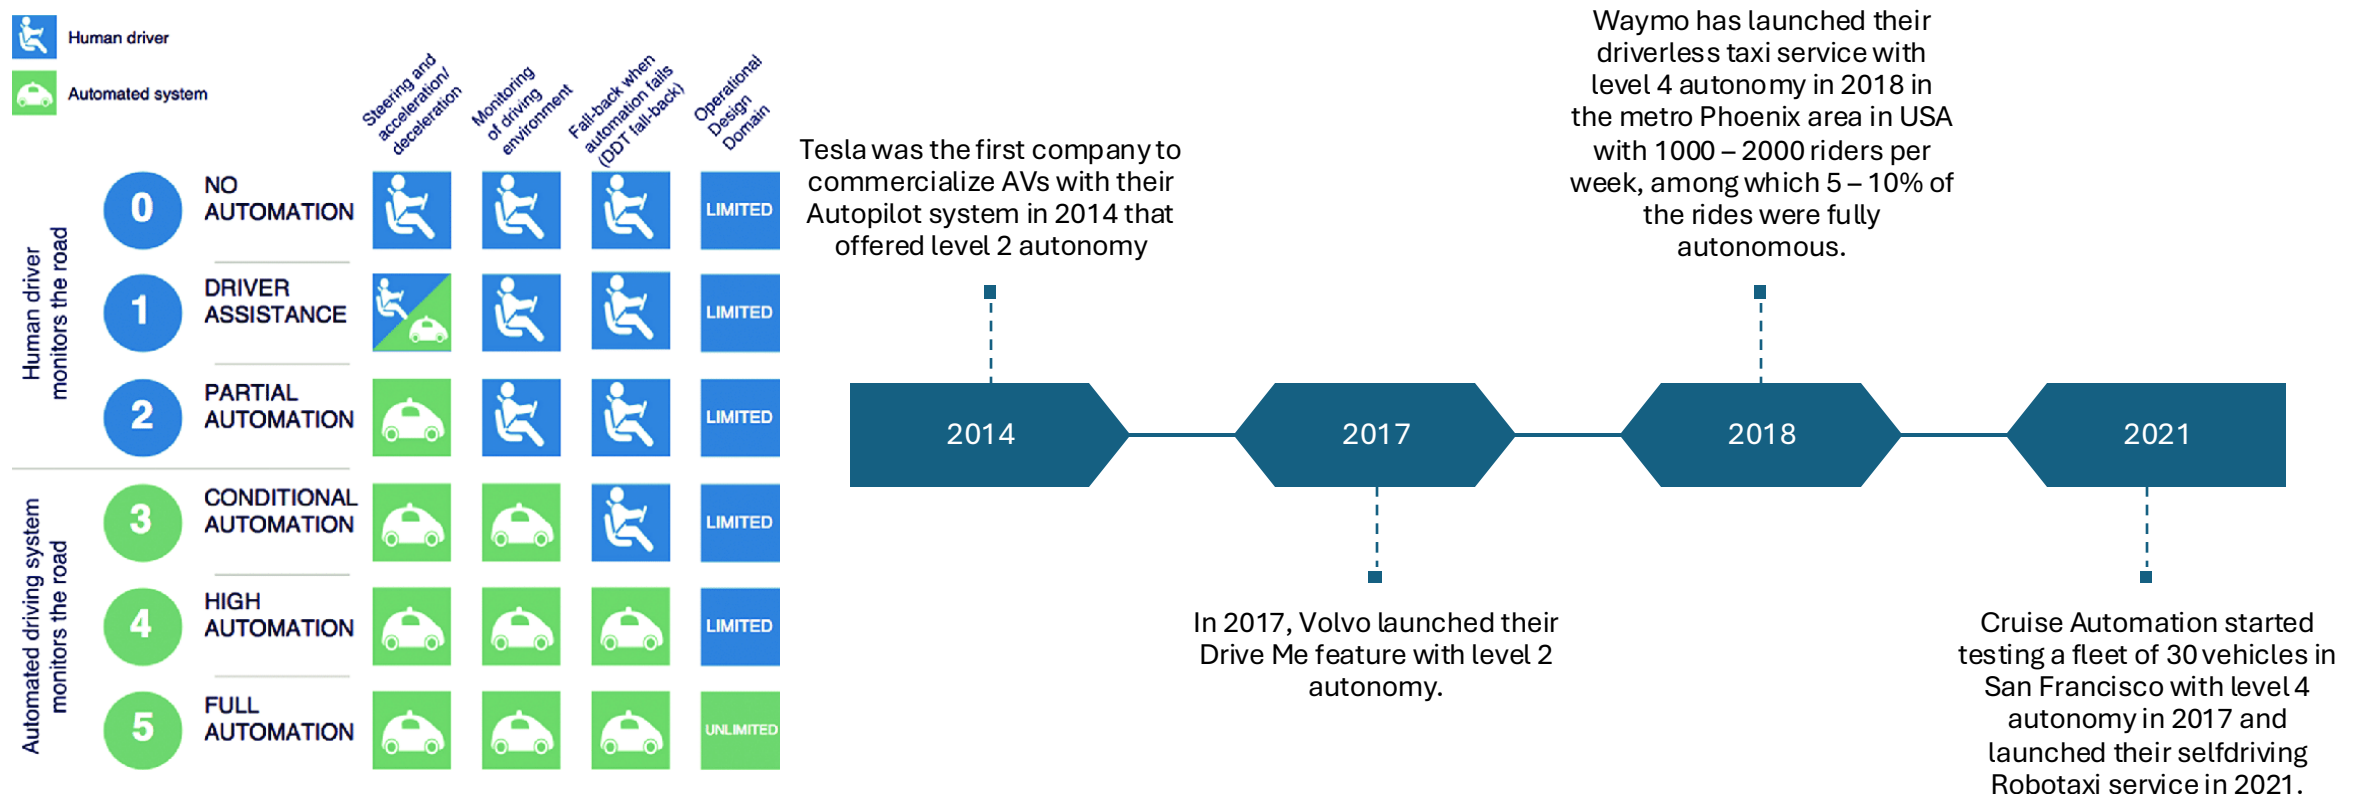 Human driver
Automated system
Steering and
acceleration/
deceleration
Monitoring
of driving
environment
Fall-back when
automation fails
(DDT fall-back)
Operational
Design
Domain
Human driver
monitors the road
0
NO
AUTOMATION
LIMITED
1
DRIVER
ASSISTANCE
LIMITED
2
PARTIAL
AUTOMATION
LIMITED
Automated driving system
monitors the road
3
CONDITIONAL
AUTOMATION
LIMITED
4
HIGH
AUTOMATION
LIMITED
5
FULL
AUTOMATION
UNLIMITED
Tesla was the first company to
commercialize AVs with their
Autopilot system in 2014 that
offered level 2 autonomy
Waymo has launched their
driverless taxi service with
level 4 autonomy in 2018 in
the metro Phoenix area in USA
with 1000 – 2000 riders per
week, among which 5 – 10% of
the rides were fully
autonomous.
2014
2017
2018
2021
In 2017, Volvo launched their
Drive Me feature with level 2
autonomy.
Cruise Automation started
testing a fleet of 30 vehicles in
San Francisco with level 4
autonomy in 2017 and
launched their selfdriving
Robotaxi service in 2021.